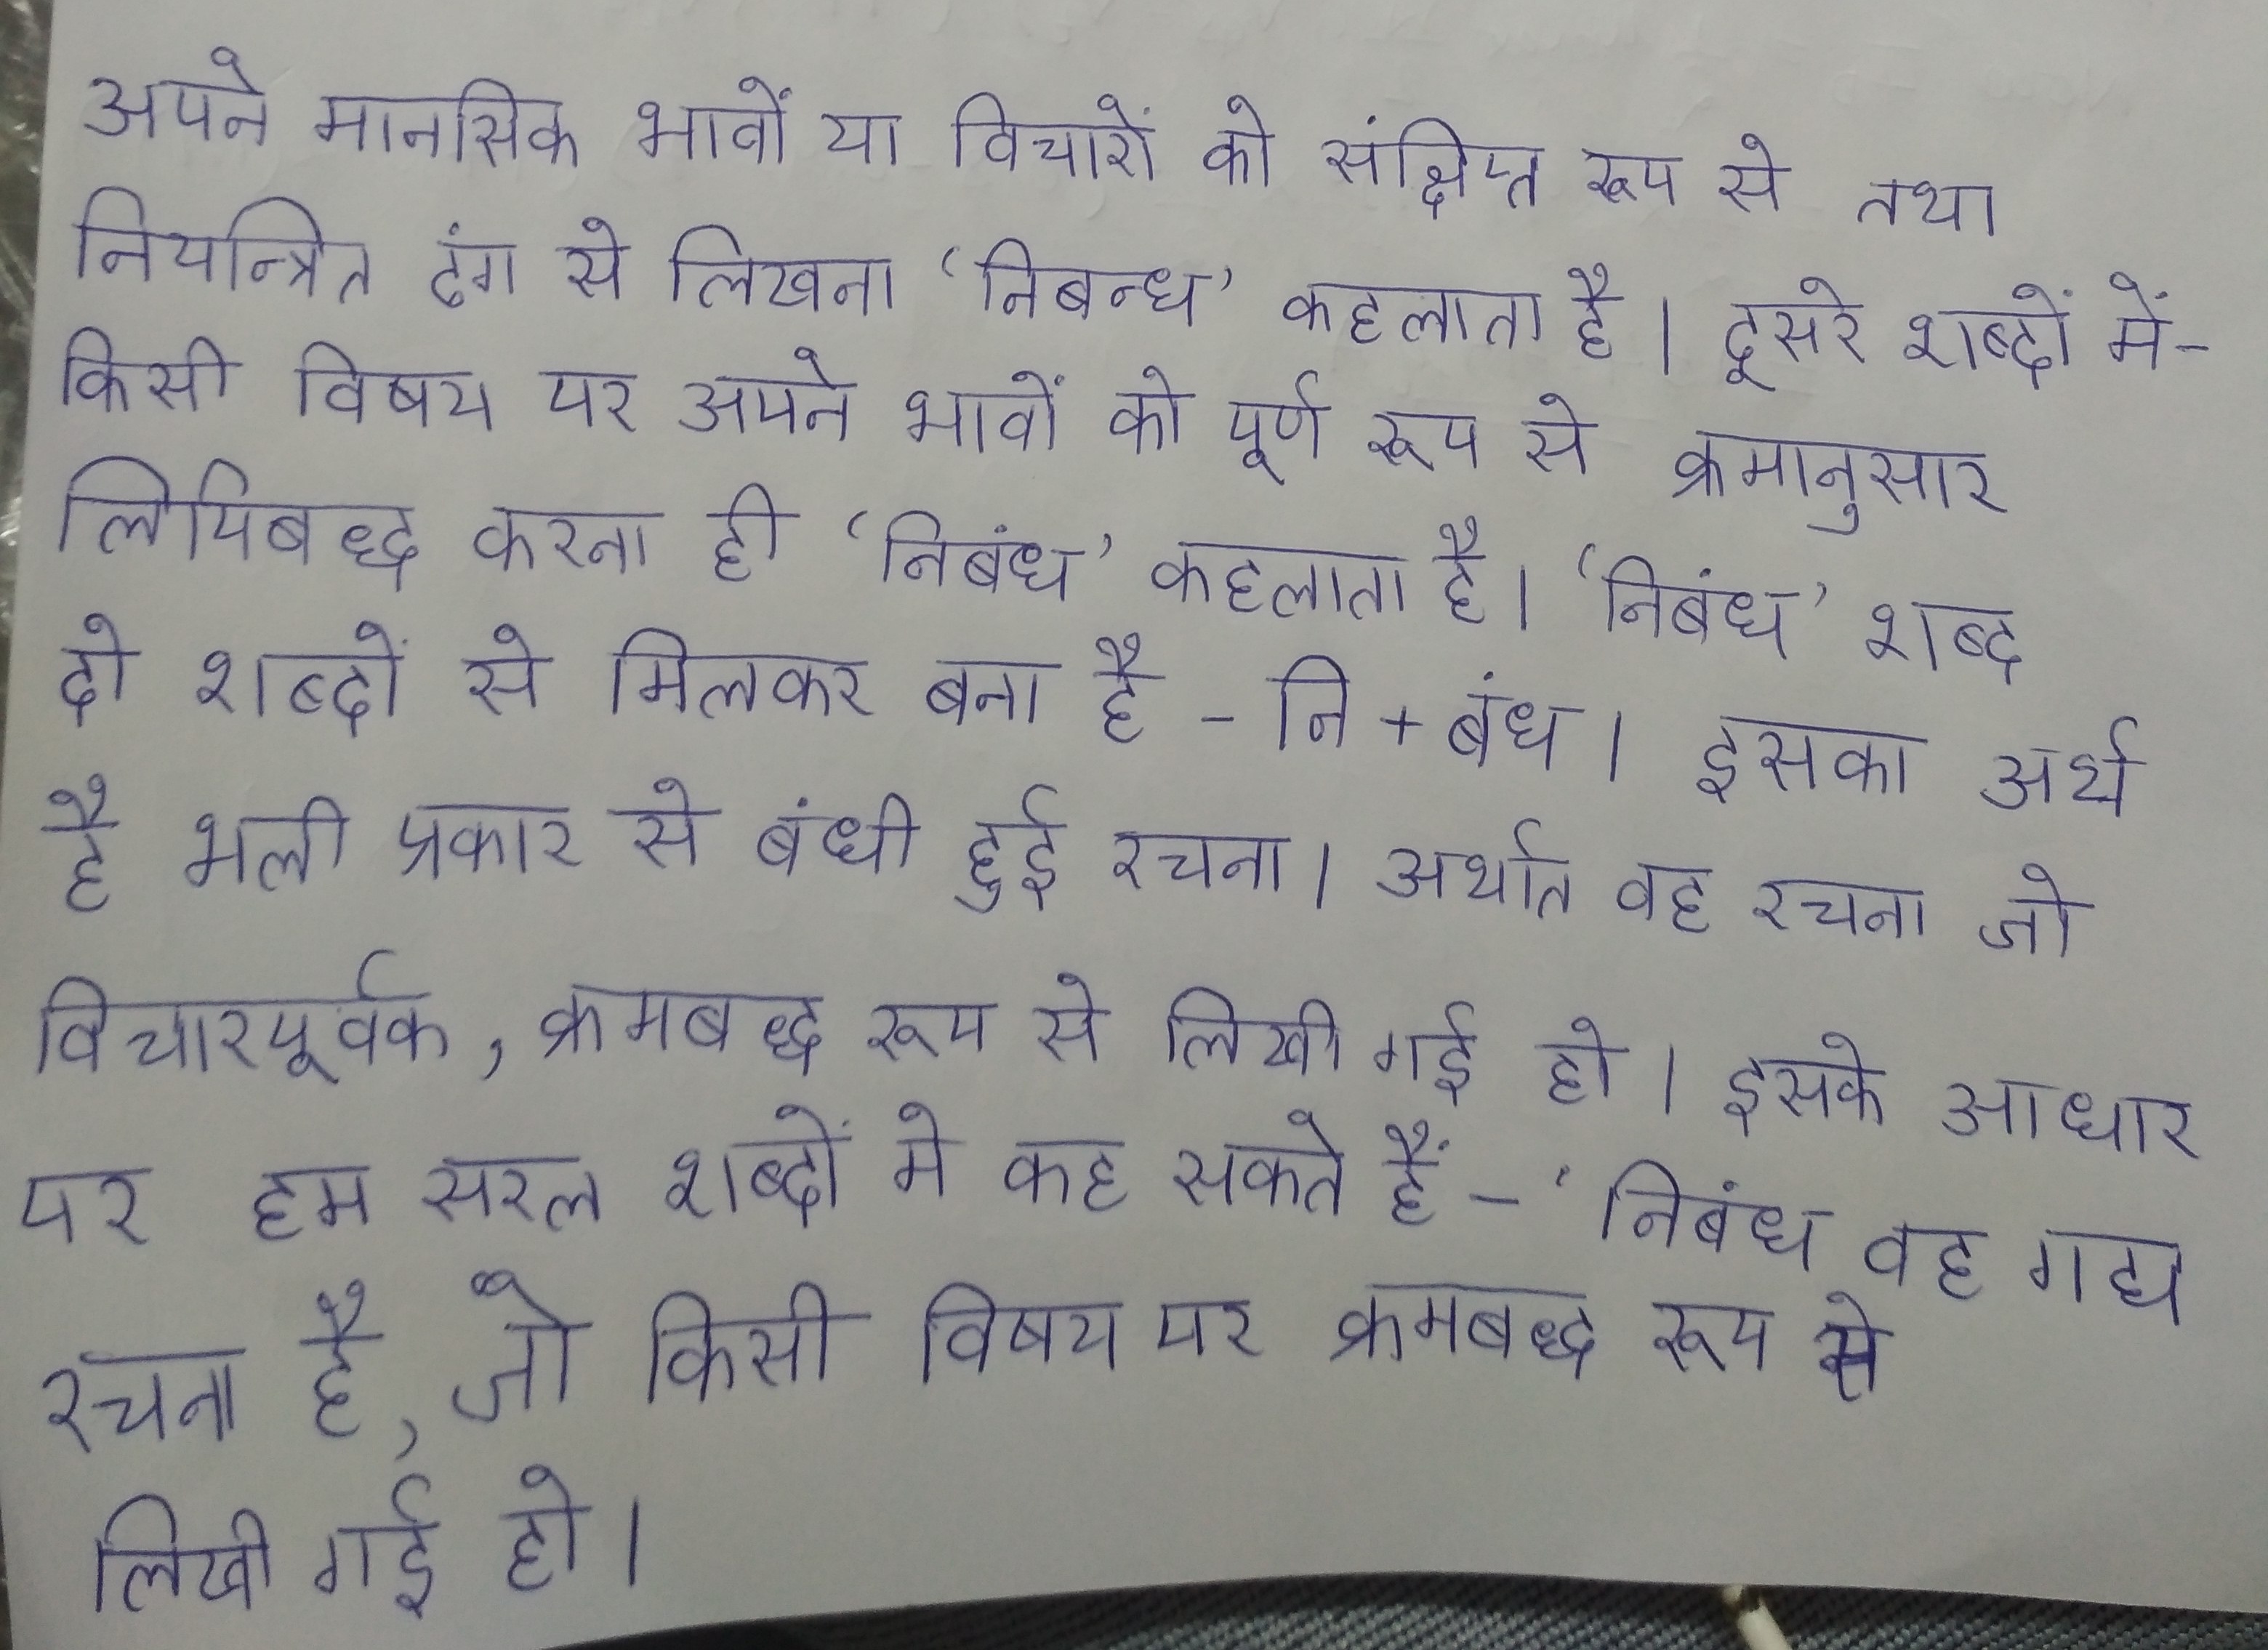 अपने मानसिक भावों या विचारों को संक्षिप्त रूप से तथा
नियन्त्रित ढंग से लिखना ‘निबन्ध’ कहलाता है। दूसरे शब्दों में-
किसी विषय पर अपने भावों को पूर्ण रूप से क्रमानुसार
लिपिबद्ध करना ही ‘निबंध’ कहलाता है। ‘निबंध’ शब्द
दो शब्दों से मिलकर बना है - नि + बंध। इसका अर्थ
है भली प्रकार से बंधी हुई रचना। अर्थात वह रचना जो
विचारपूर्वक, क्रमबद्ध रूप से लिखी गई हो। इसके आधार
पर हम सरल शब्दों मे कह सकते हैं - ‘निबंध वह गद्य
रचना है, जो किसी विषय पर क्रमबद्ध रूप से
लिखी गई हो।